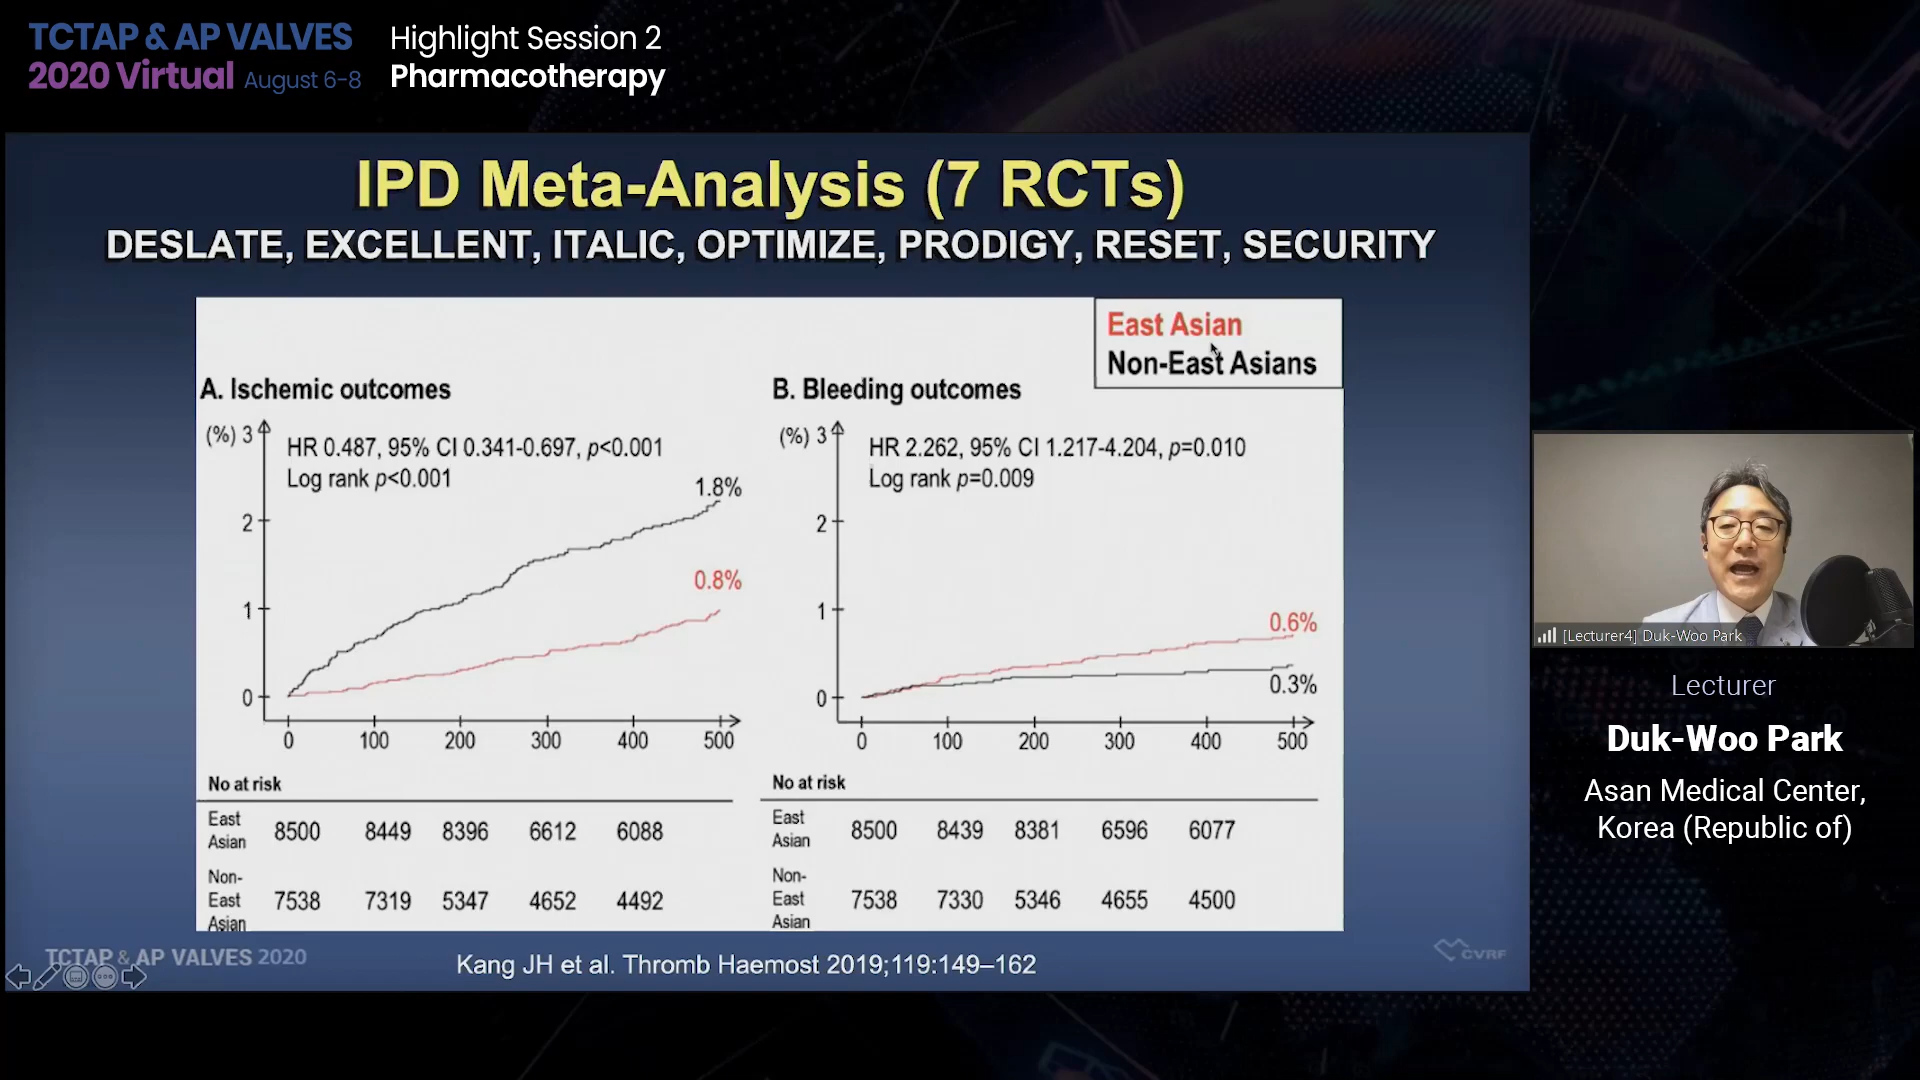 TCTAP & AP VALVES
2020 Virtual August 6-8
Highlight Session 2
Pharmacotherapy
IPD Meta-Analysis (7 RCTs)
DESLATE, EXCELLENT, ITALIC, OPTIMIZE, PRODIGY, RESET, SECURITY
East Asian
Non-East Asians
A. Ischemic outcomes
(%) 3
HR 0.487, 95% CI 0.341-0.697, p<0.001
Log rank p<0.001
1.8%
2
0.8%
1
0
0 100 200 300 400 500
No at risk
East
Asian
8500 8449 8396 6612 6088
Non-
East
Asian
7538 7319 5347 4652 4492
B. Bleeding outcomes
(%) 3
HR 2.262, 95% CI 1.217-4.204, p=0.010
Log rank p=0.009
2
1
0.6%
0
0.3%
0 100 200 300 400 500
No at risk
East
Asian
8500 8439 8381 6596 6077
Non-
East
Asian
7538 7330 5346 4655 4500
TCTAP & AP VALVES 2020
Kang JH et al. Thromb Haemost 2019;119:149–162
CVRF
[Lecturer4] Duk-Woo Park
Lecturer
Duk-Woo Park
Asan Medical Center,
Korea (Republic of)